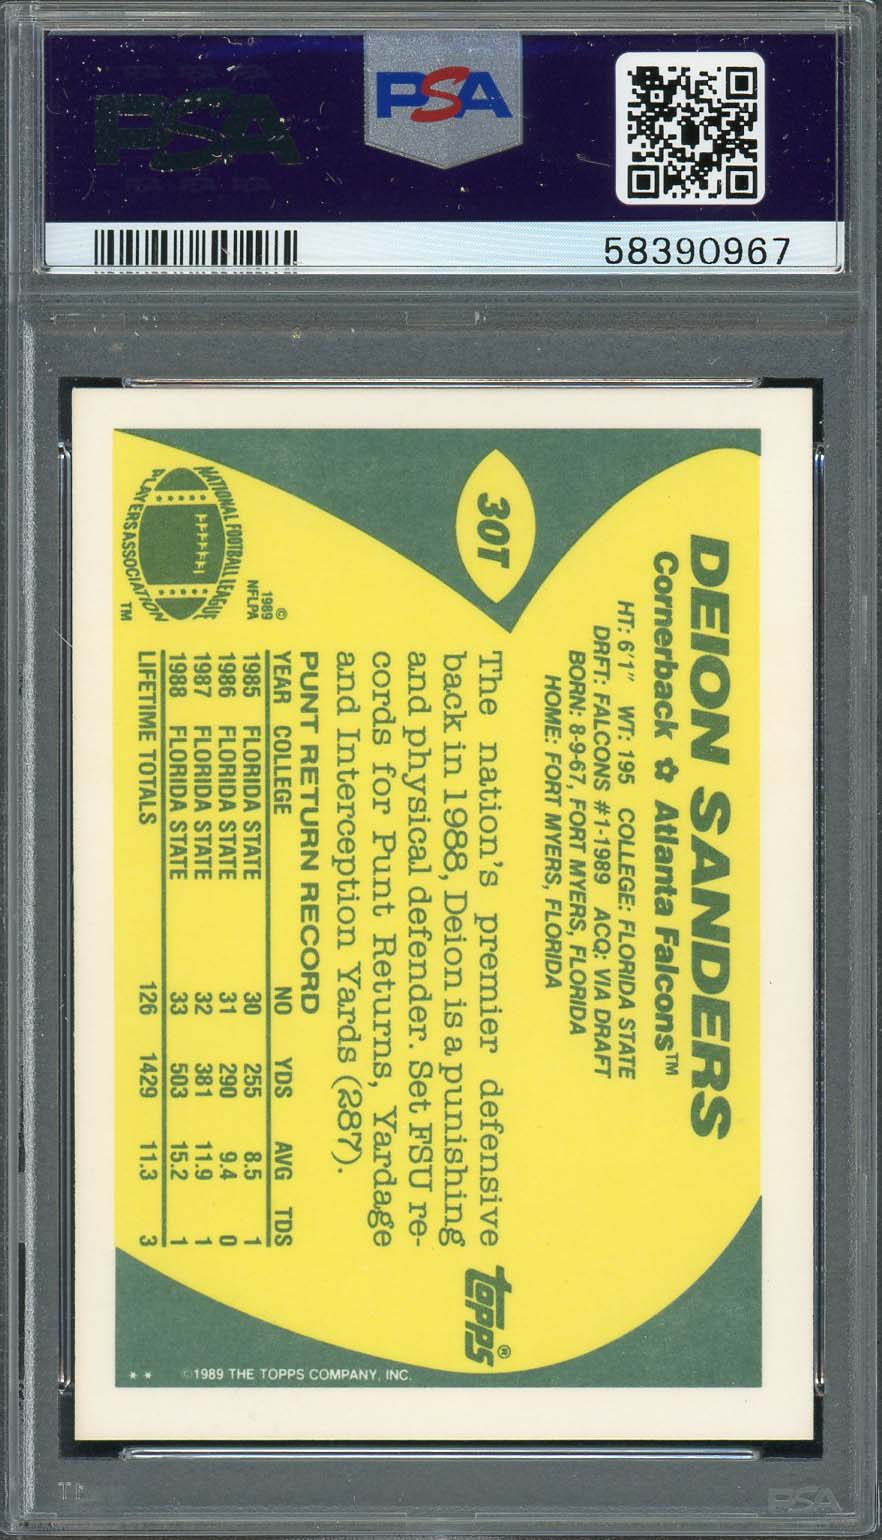 PSA
PSA
58390967
30T
DEION SANDERS
Cornerback ✿ Atlanta Falcons™
HT: 6'1" WT: 195 COLLEGE: FLORIDA STATE
DRFT: FALCONS #1-1989 ACQ: VIA DRAFT
BORN: 8-9-67, FORT MYERS, FLORIDA
HOME: FORT MYERS, FLORIDA
The nation's premier defensive
back in 1988, Deion is a punishing
and physical defender. Set FSU re-
cords for Punt Returns, Yardage
and Interception Yards (287).
PUNT RETURN RECORD
YEAR COLLEGE NO YDS AVG TDS
1985 FLORIDA STATE 30 255 8.5 1
1986 FLORIDA STATE 31 290 9.4 0
1987 FLORIDA STATE 32 381 11.9 1
1988 FLORIDA STATE 33 503 15.2 1
LIFETIME TOTALS 126 1429 11.3 3
NATIONAL FOOTBALL LEAGUE
PLAYERS ASSOCIATION
TM
©
1989
NFLPA
topps®
** ©1989 THE TOPPS COMPANY, INC.
PSA